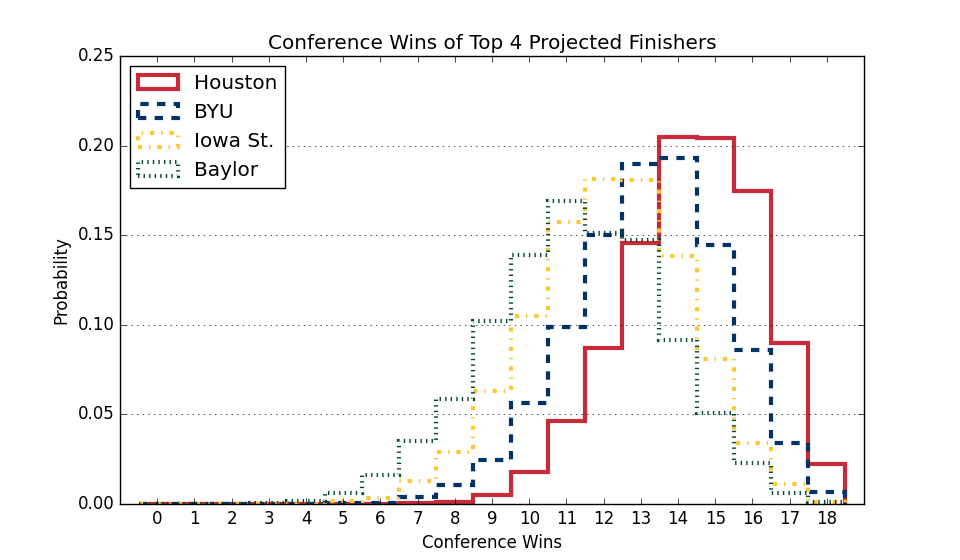 Conference Wins of Top 4 Projected Finishers
Houston
BYU
Iowa St.
Baylor
0.25
0.20
0.15
0.10
0.05
0.00
Probability
0 1 2 3 4 5 6 7 8 9 10 11 12 13 14 15 16 17 18
Conference Wins